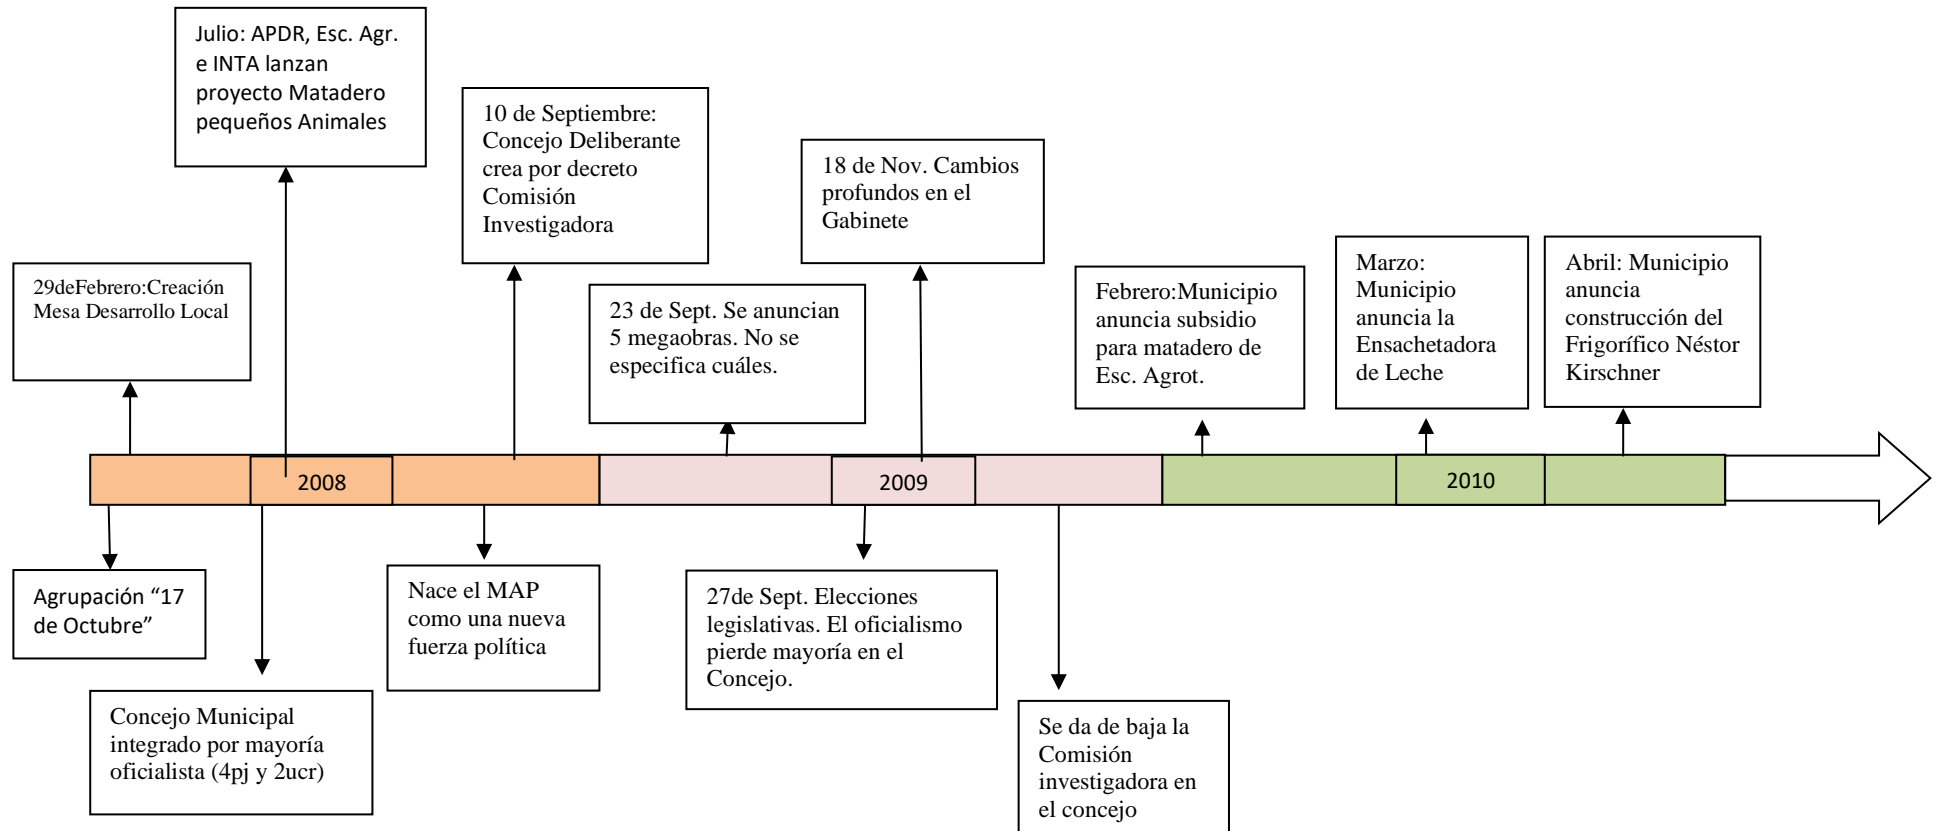 Julio: APDR, Esc. Agr.
e INTA lanzan
proyecto Matadero
pequeños Animales
10 de Septiembre:
Concejo Deliberante
crea por decreto
Comisión
Investigadora
18 de Nov. Cambios
profundos en el
Gabinete
29deFebrero:Creación
Mesa Desarrollo Local
23 de Sept. Se anuncian
5 megaobras. No se
especifica cuáles.
Febrero:Municipio
anuncia subsidio
para matadero de
Esc. Agrot.
Marzo:
Municipio
anuncia la
Ensachetadora
de Leche
Abril: Municipio
anuncia
construcción del
Frigorífico Néstor
Kirschner
2008
2009
2010
Agrupación “17
de Octubre”
Concejo Municipal
integrado por mayoría
oficialista (4pj y 2ucr)
Nace el MAP
como una nueva
fuerza política
27de Sept. Elecciones
legislativas. El oficialismo
pierde mayoría en el
Concejo.
Se da de baja la
Comisión
investigadora en
el concejo